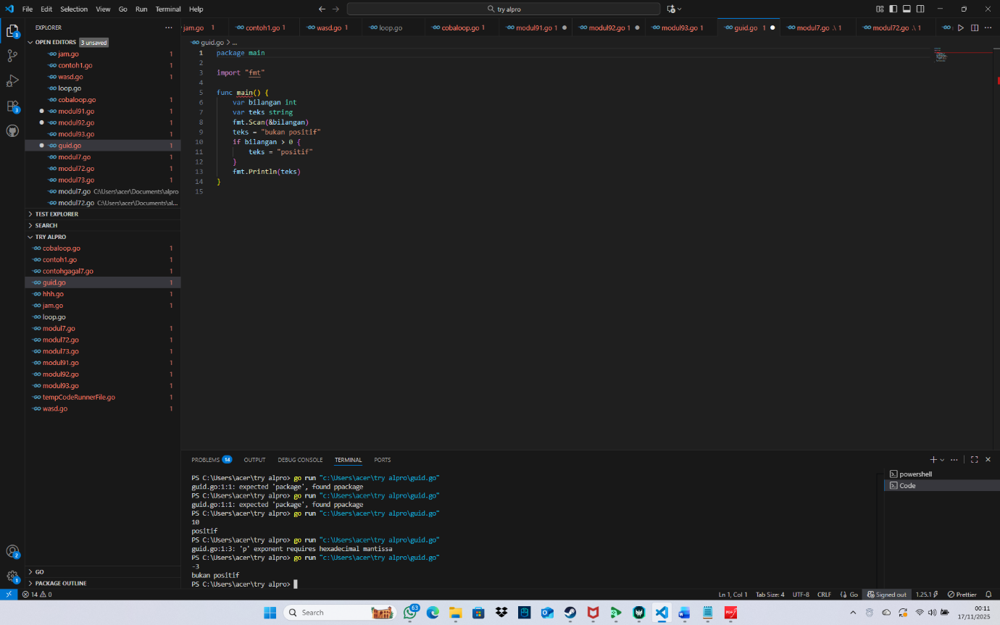 File Edit Selection View Go Run Terminal Help
try alpro
EXPLORER
OPEN EDITORS 3 unsaved
jam.go 1
contoh1.go 1
wasd.go 1
loop.go
cobaloop.go 1
modul91.go 1
modul92.go 1
modul93.go 1
guid.go 1
modul7.go 1
modul72.go 1
modul73.go 1
modul7.go C:\Users\acer\Documents\alpro
modul72.go C:\Users\acer\Documents\al...
TEST EXPLORER
SEARCH
TRY ALPRO
cobaloop.go 1
contoh1.go 1
contohgagal7.go 1
guid.go 1
hhh.go 1
jam.go 1
loop.go
modul7.go 1
modul72.go 1
modul73.go 1
modul91.go 1
modul92.go 1
modul93.go 1
tempCodeRunnerFile.go 1
wasd.go 1
GO
PACKAGE OUTLINE
3
3
2
1
jam.go 1 contoh1.go 1 wasd.go 1 loop.go cobaloop.go 1 modul91.go 1 modul92.go 1 modul93.go 1 guid.go 1 modul7.go .\ 1 modul72.go .\ 1
guid.go > ...
1 package main
2
3 import "fmt"
4
5 func main() {
6 var bilangan int
7 var teks string
8 fmt.Scan(&bilangan)
9 teks = "bukan positif"
10 if bilangan > 0 {
11 teks = "positif"
12 }
13 fmt.Println(teks)
14 }
15
PROBLEMS 14 OUTPUT DEBUG CONSOLE TERMINAL PORTS
PS C:\Users\acer\try alpro> go run "c:\Users\acer\try alpro\guid.go"
guid.go:1:1: expected 'package', found ppackage
PS C:\Users\acer\try alpro> go run "c:\Users\acer\try alpro\guid.go"
guid.go:1:1: expected 'package', found ppackage
PS C:\Users\acer\try alpro> go run "c:\Users\acer\try alpro\guid.go"
10
positif
PS C:\Users\acer\try alpro> go run "c:\Users\acer\try alpro\guid.go"
guid.go:1:3: 'p' exponent requires hexadecimal mantissa
PS C:\Users\acer\try alpro> go run "c:\Users\acer\try alpro\guid.go"
-3
bukan positif
PS C:\Users\acer\try alpro>
powershell
Code
14 0
Ln 1, Col 1 Tab Size: 4 UTF-8 CRLF Go Signed out 1.25.1 Prettier
Search
63
00:11
17/11/2025